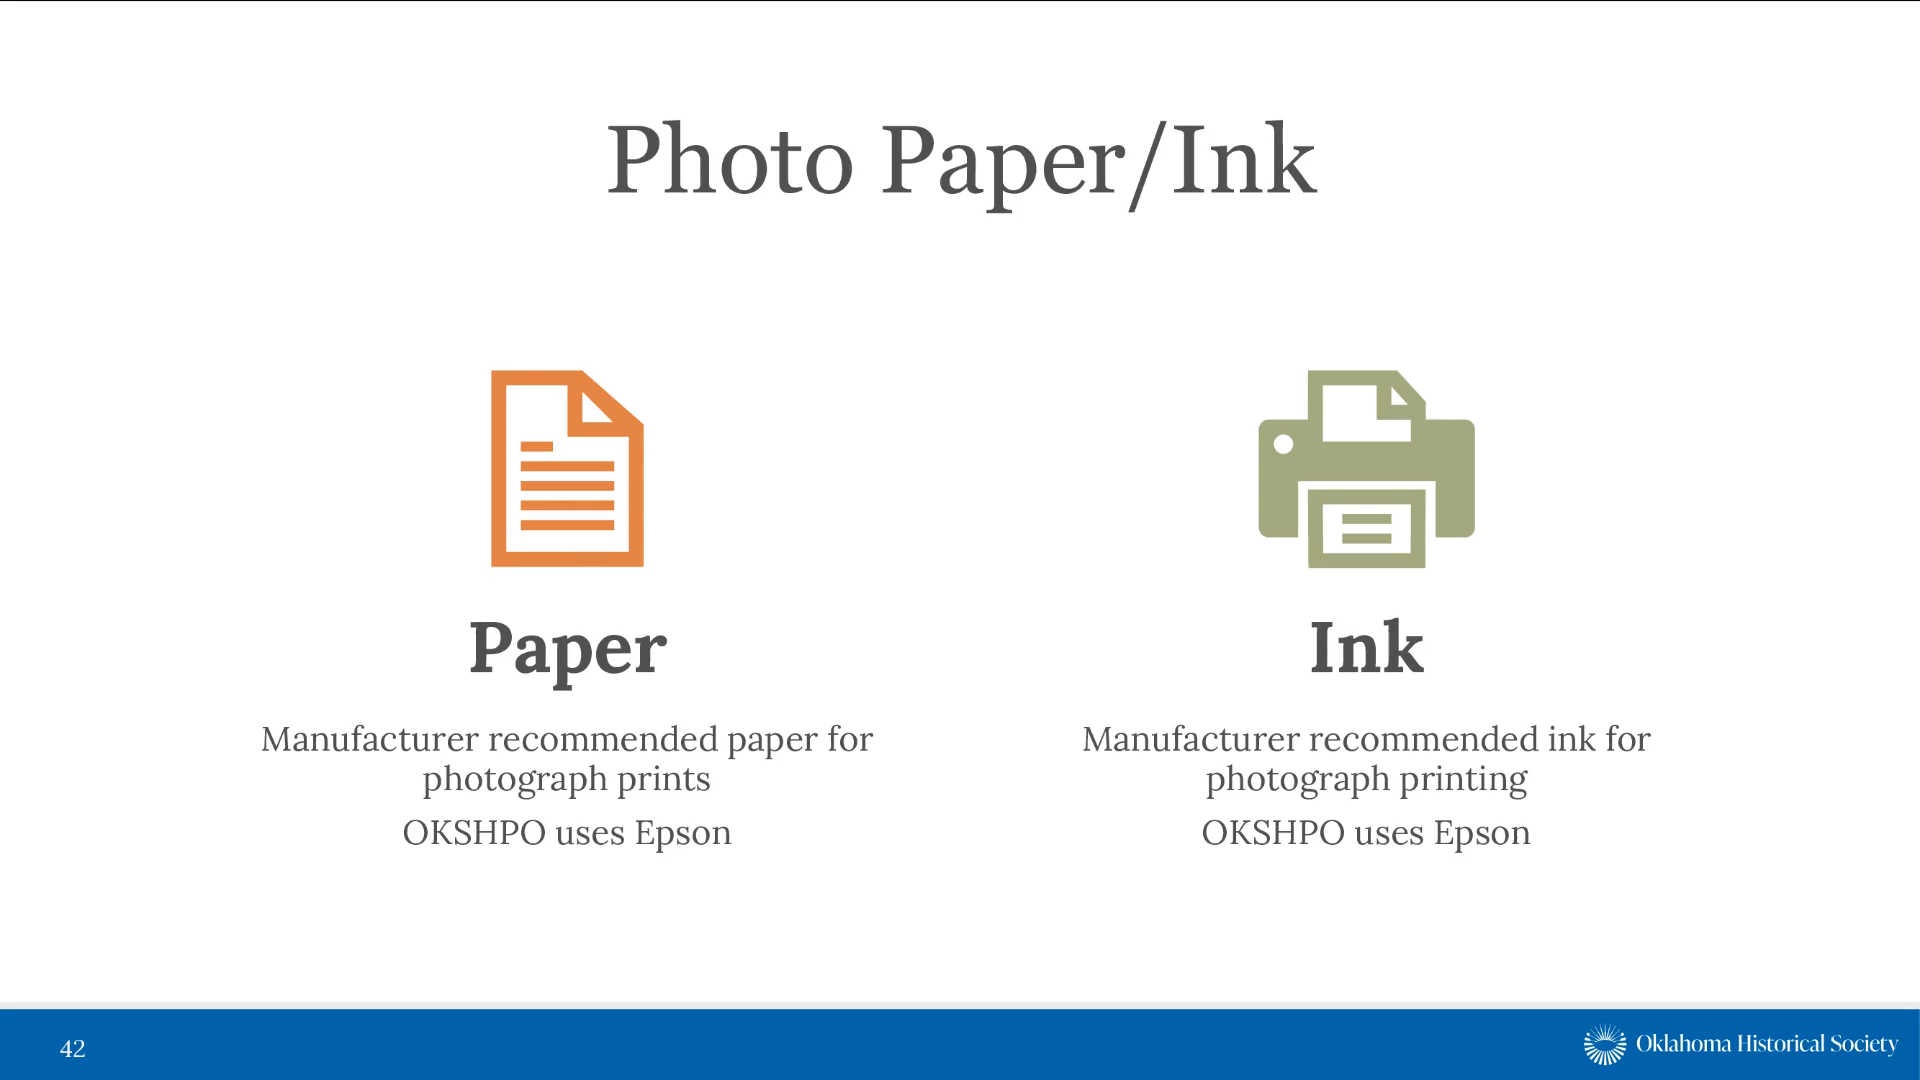 Photo Paper/Ink
Paper
Manufacturer recommended paper for
photograph prints
OKSHPO uses Epson
Ink
Manufacturer recommended ink for
photograph printing
OKSHPO uses Epson
42
Oklahoma Historical Society